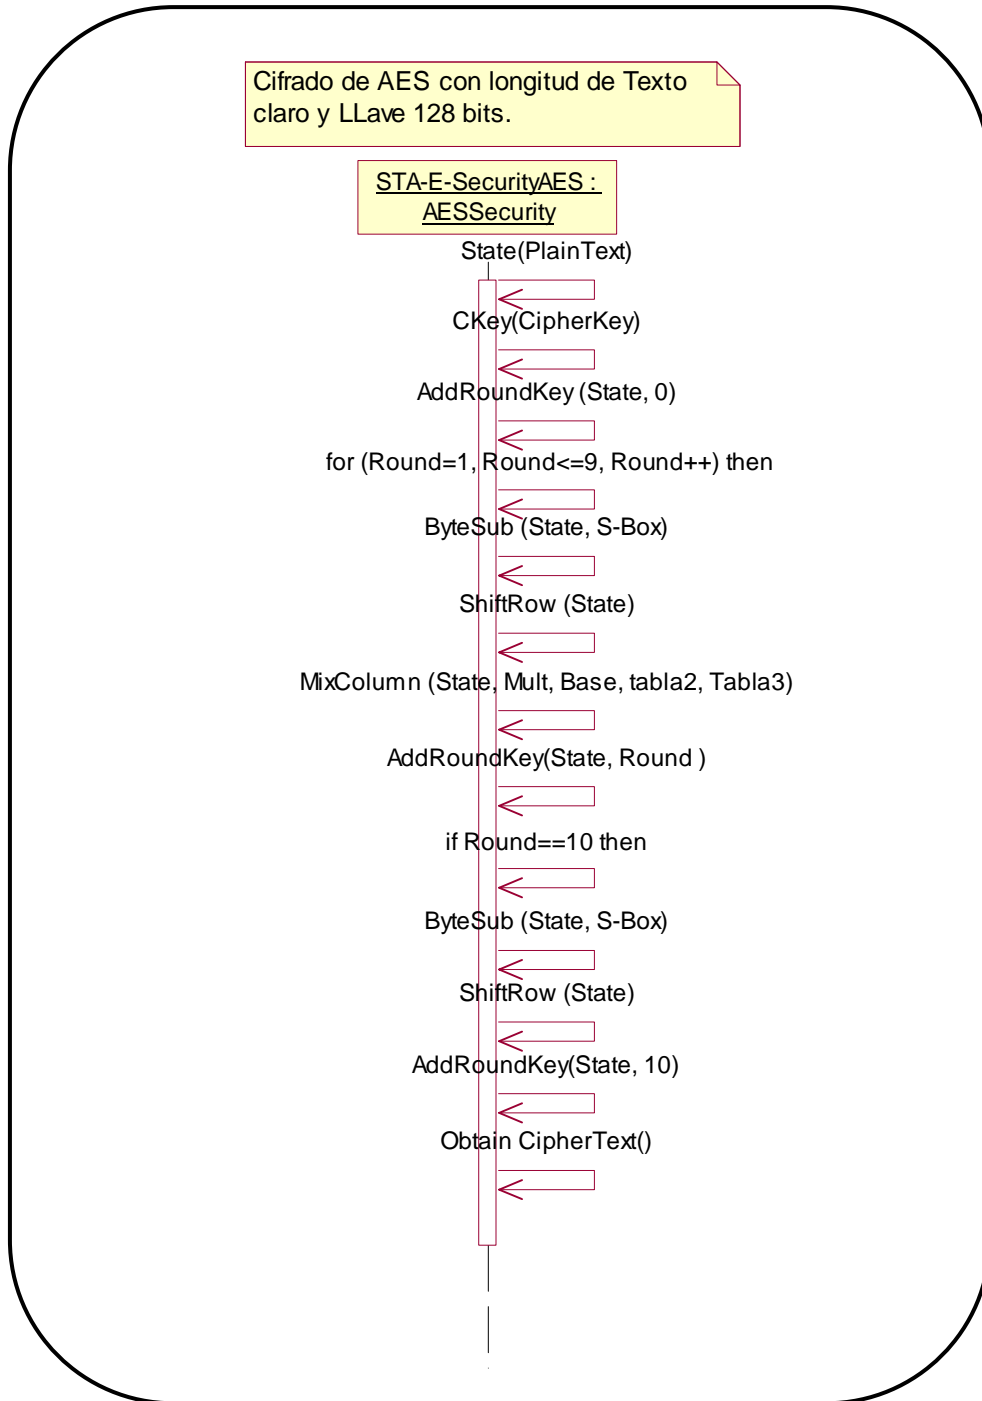 Cifrado de AES con longitud de Texto
claro y LLave 128 bits.
STA-E-SecurityAES :
AESSecurity
State(PlainText)
CKey(CipherKey)
AddRoundKey (State, 0)
for (Round=1, Round<=9, Round++) then
ByteSub (State, S-Box)
ShiftRow (State)
MixColumn (State, Mult, Base, tabla2, Tabla3)
AddRoundKey(State, Round )
if Round==10 then
ByteSub (State, S-Box)
ShiftRow (State)
AddRoundKey(State, 10)
Obtain CipherText()